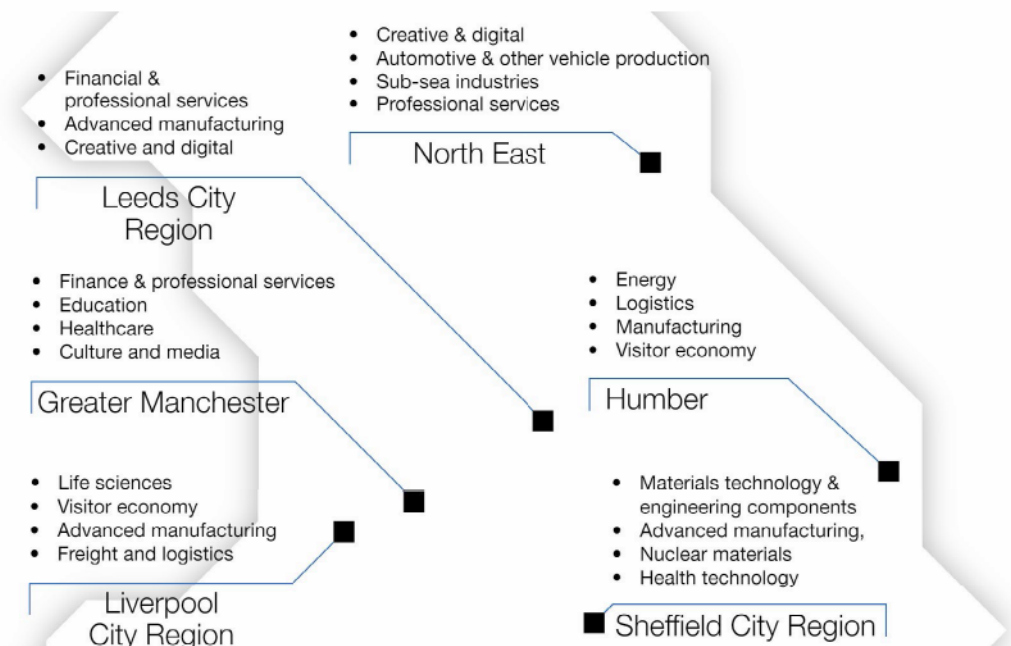 • Creative & digital
• Automotive & other vehicle production
• Sub-sea industries
• Professional services
North East
• Financial &
professional services
• Advanced manufacturing
• Creative and digital
Leeds City
Region
• Finance & professional services
• Education
• Healthcare
• Culture and media
Greater Manchester
• Energy
• Logistics
• Manufacturing
• Visitor economy
Humber
• Life sciences
• Visitor economy
• Advanced manufacturing
• Freight and logistics
Liverpool
City Region
• Materials technology &
engineering components
• Advanced manufacturing,
• Nuclear materials
• Health technology
Sheffield City Region